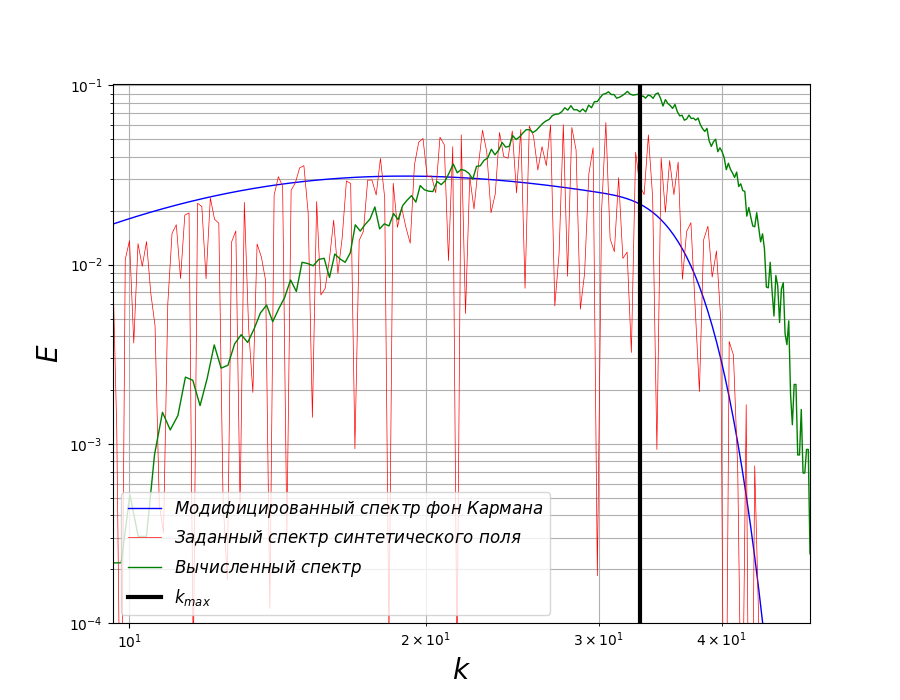 10⁻¹
10⁻²
E
10⁻³
Модифицированный спектр фон Кармана
Заданный спектр синтетического поля
Вычисленный спектр
k_max
10⁻⁴
10¹
2 × 10¹
3 × 10¹
4 × 10¹
k